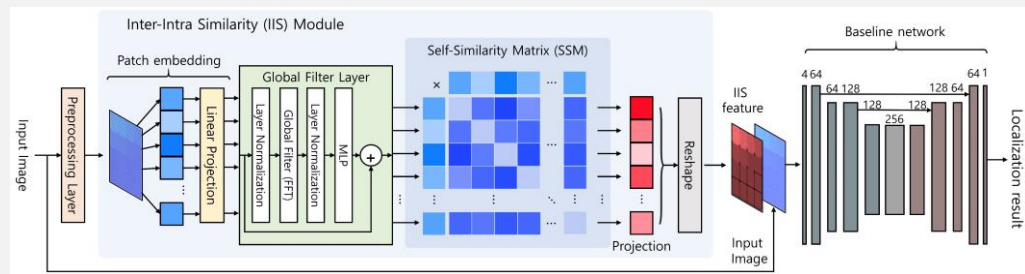 Inter-Intra Similarity (IIS) Module
Patch embedding
Global Filter Layer
Self-Similarity Matrix (SSM)
Baseline network
Input Image
Preprocessing Layer
Linear Projection
Layer Normalization
Global Filter (FFT)
Layer Normalization
MLP
+
×
...
...
Projection
Reshape
IIS
feature
Input
Image
4 64
64 128
128
256
128
128 64
64 1
Localization result